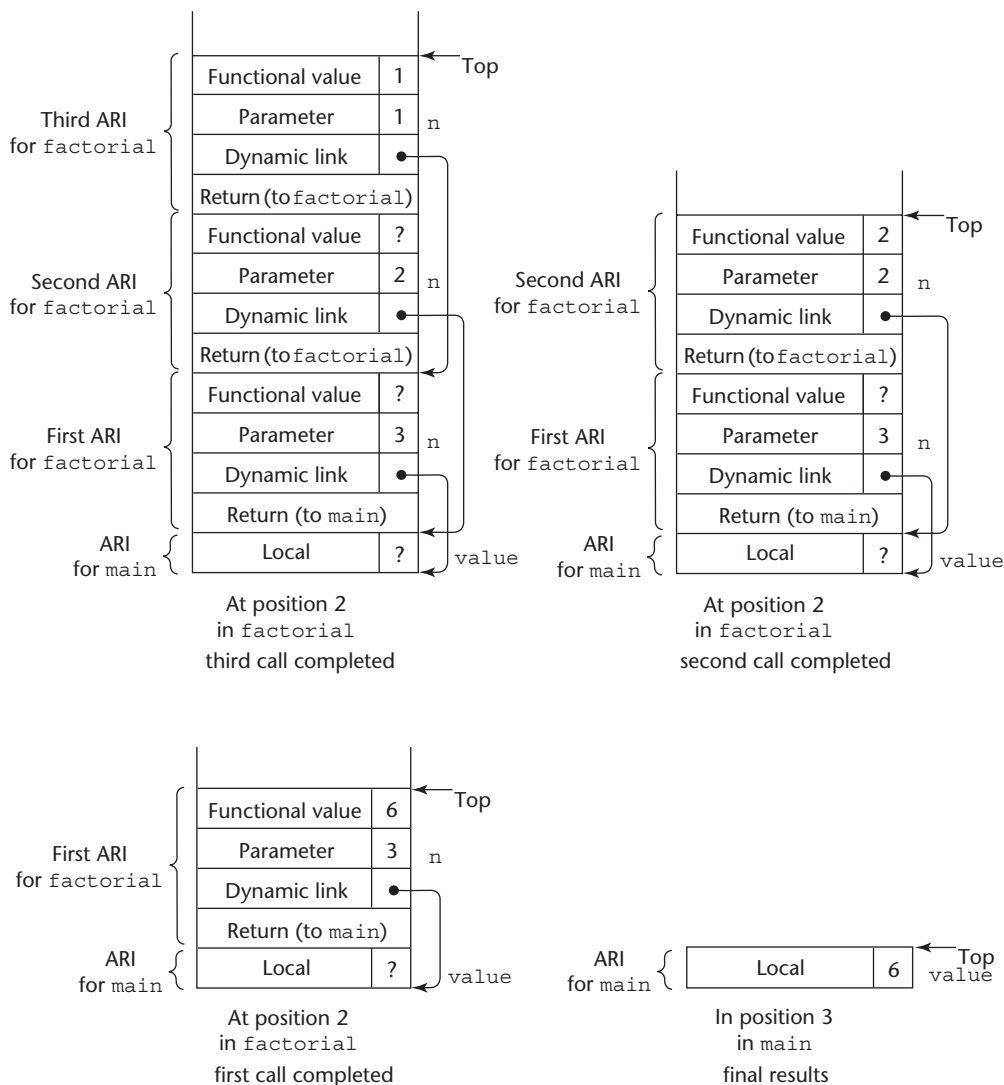 Top
Functional value 1
Third ARI
for factorial
Parameter 1 n
Dynamic link
Return (to factorial)
Second ARI
for factorial
Functional value ?
Parameter 2 n
Dynamic link
Return (to factorial)
First ARI
for factorial
Functional value ?
Parameter 3 n
Dynamic link
Return (to main)
ARI
for main
Local ? value
At position 2
in factorial
third call completed
Top
Second ARI
for factorial
Functional value 2
Parameter 2 n
Dynamic link
Return (to factorial)
First ARI
for factorial
Functional value ?
Parameter 3 n
Dynamic link
Return (to main)
ARI
for main
Local ? value
At position 2
in factorial
second call completed
Top
First ARI
for factorial
Functional value 6
Parameter 3 n
Dynamic link
Return (to main)
ARI
for main
Local ? value
At position 2
in factorial
first call completed
ARI
for main
Local 6
Top
value
In position 3
in main
final results